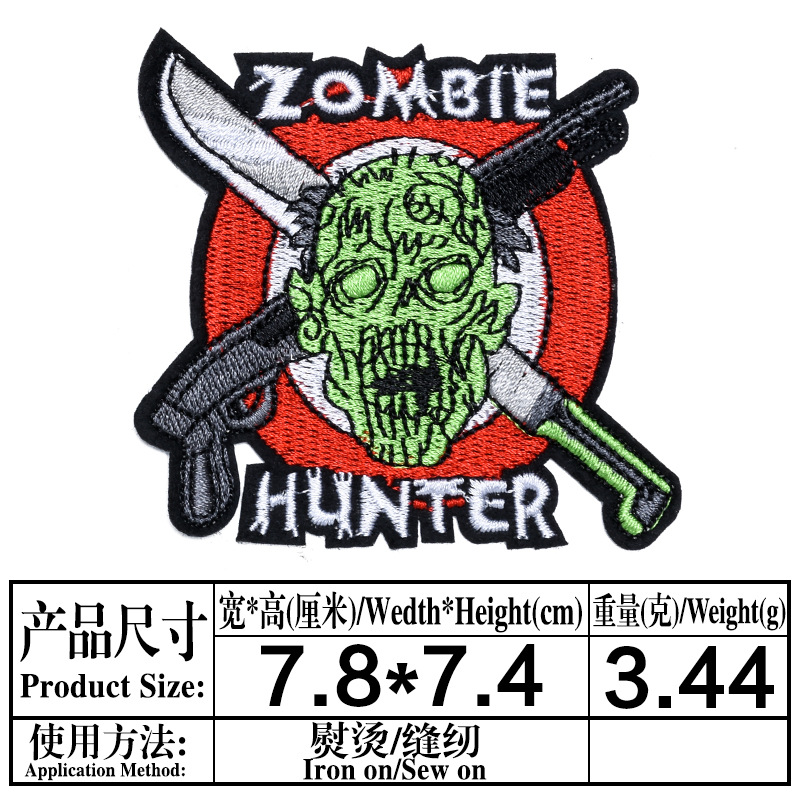 ZOMBIE
HUNTER
产品尺寸
Product Size:
宽*高(厘米)/Wedth*Height(cm)
重量(克)/Weight(g)
7.8*7.4
3.44
使用方法:
Application Method:
熨烫/缝纫
Iron on/Sew on